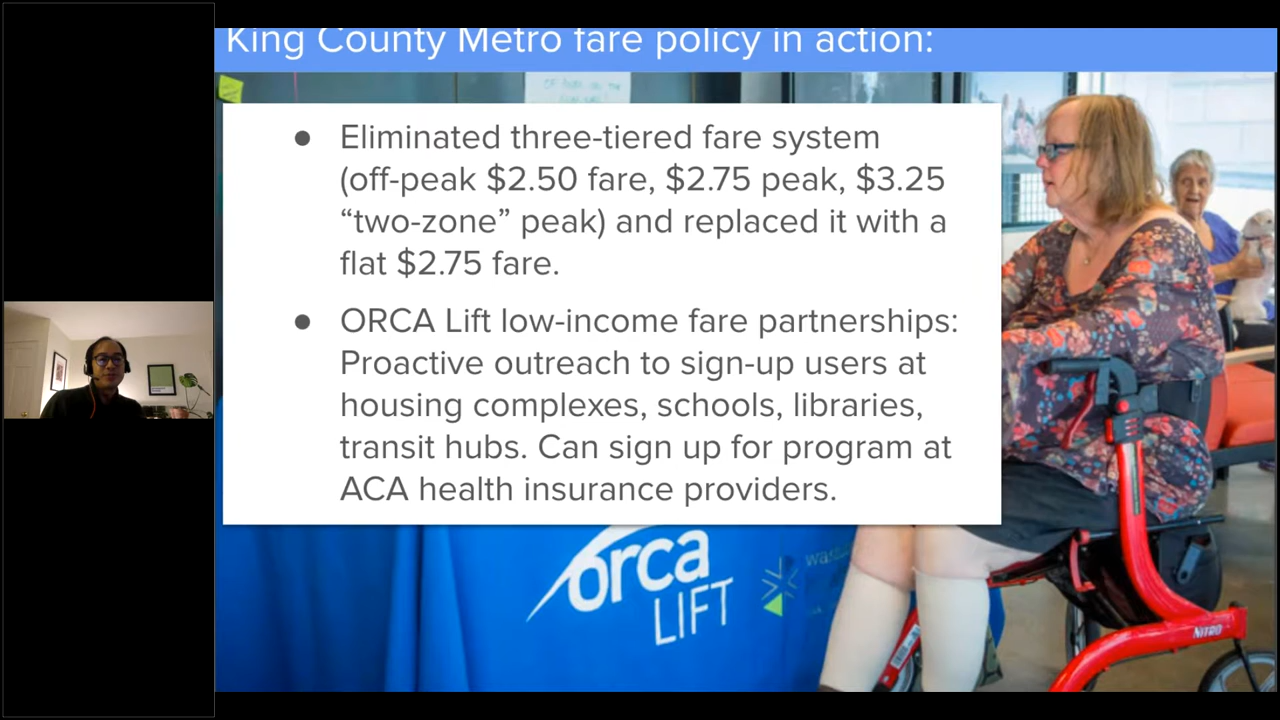 King County Metro fare policy in action:
● Eliminated three-tiered fare system
(off-peak $2.50 fare, $2.75 peak, $3.25
“two-zone” peak) and replaced it with a
flat $2.75 fare.
● ORCA Lift low-income fare partnerships:
Proactive outreach to sign-up users at
housing complexes, schools, libraries,
transit hubs. Can sign up for program at
ACA health insurance providers.
orca
LIFT
NITRO